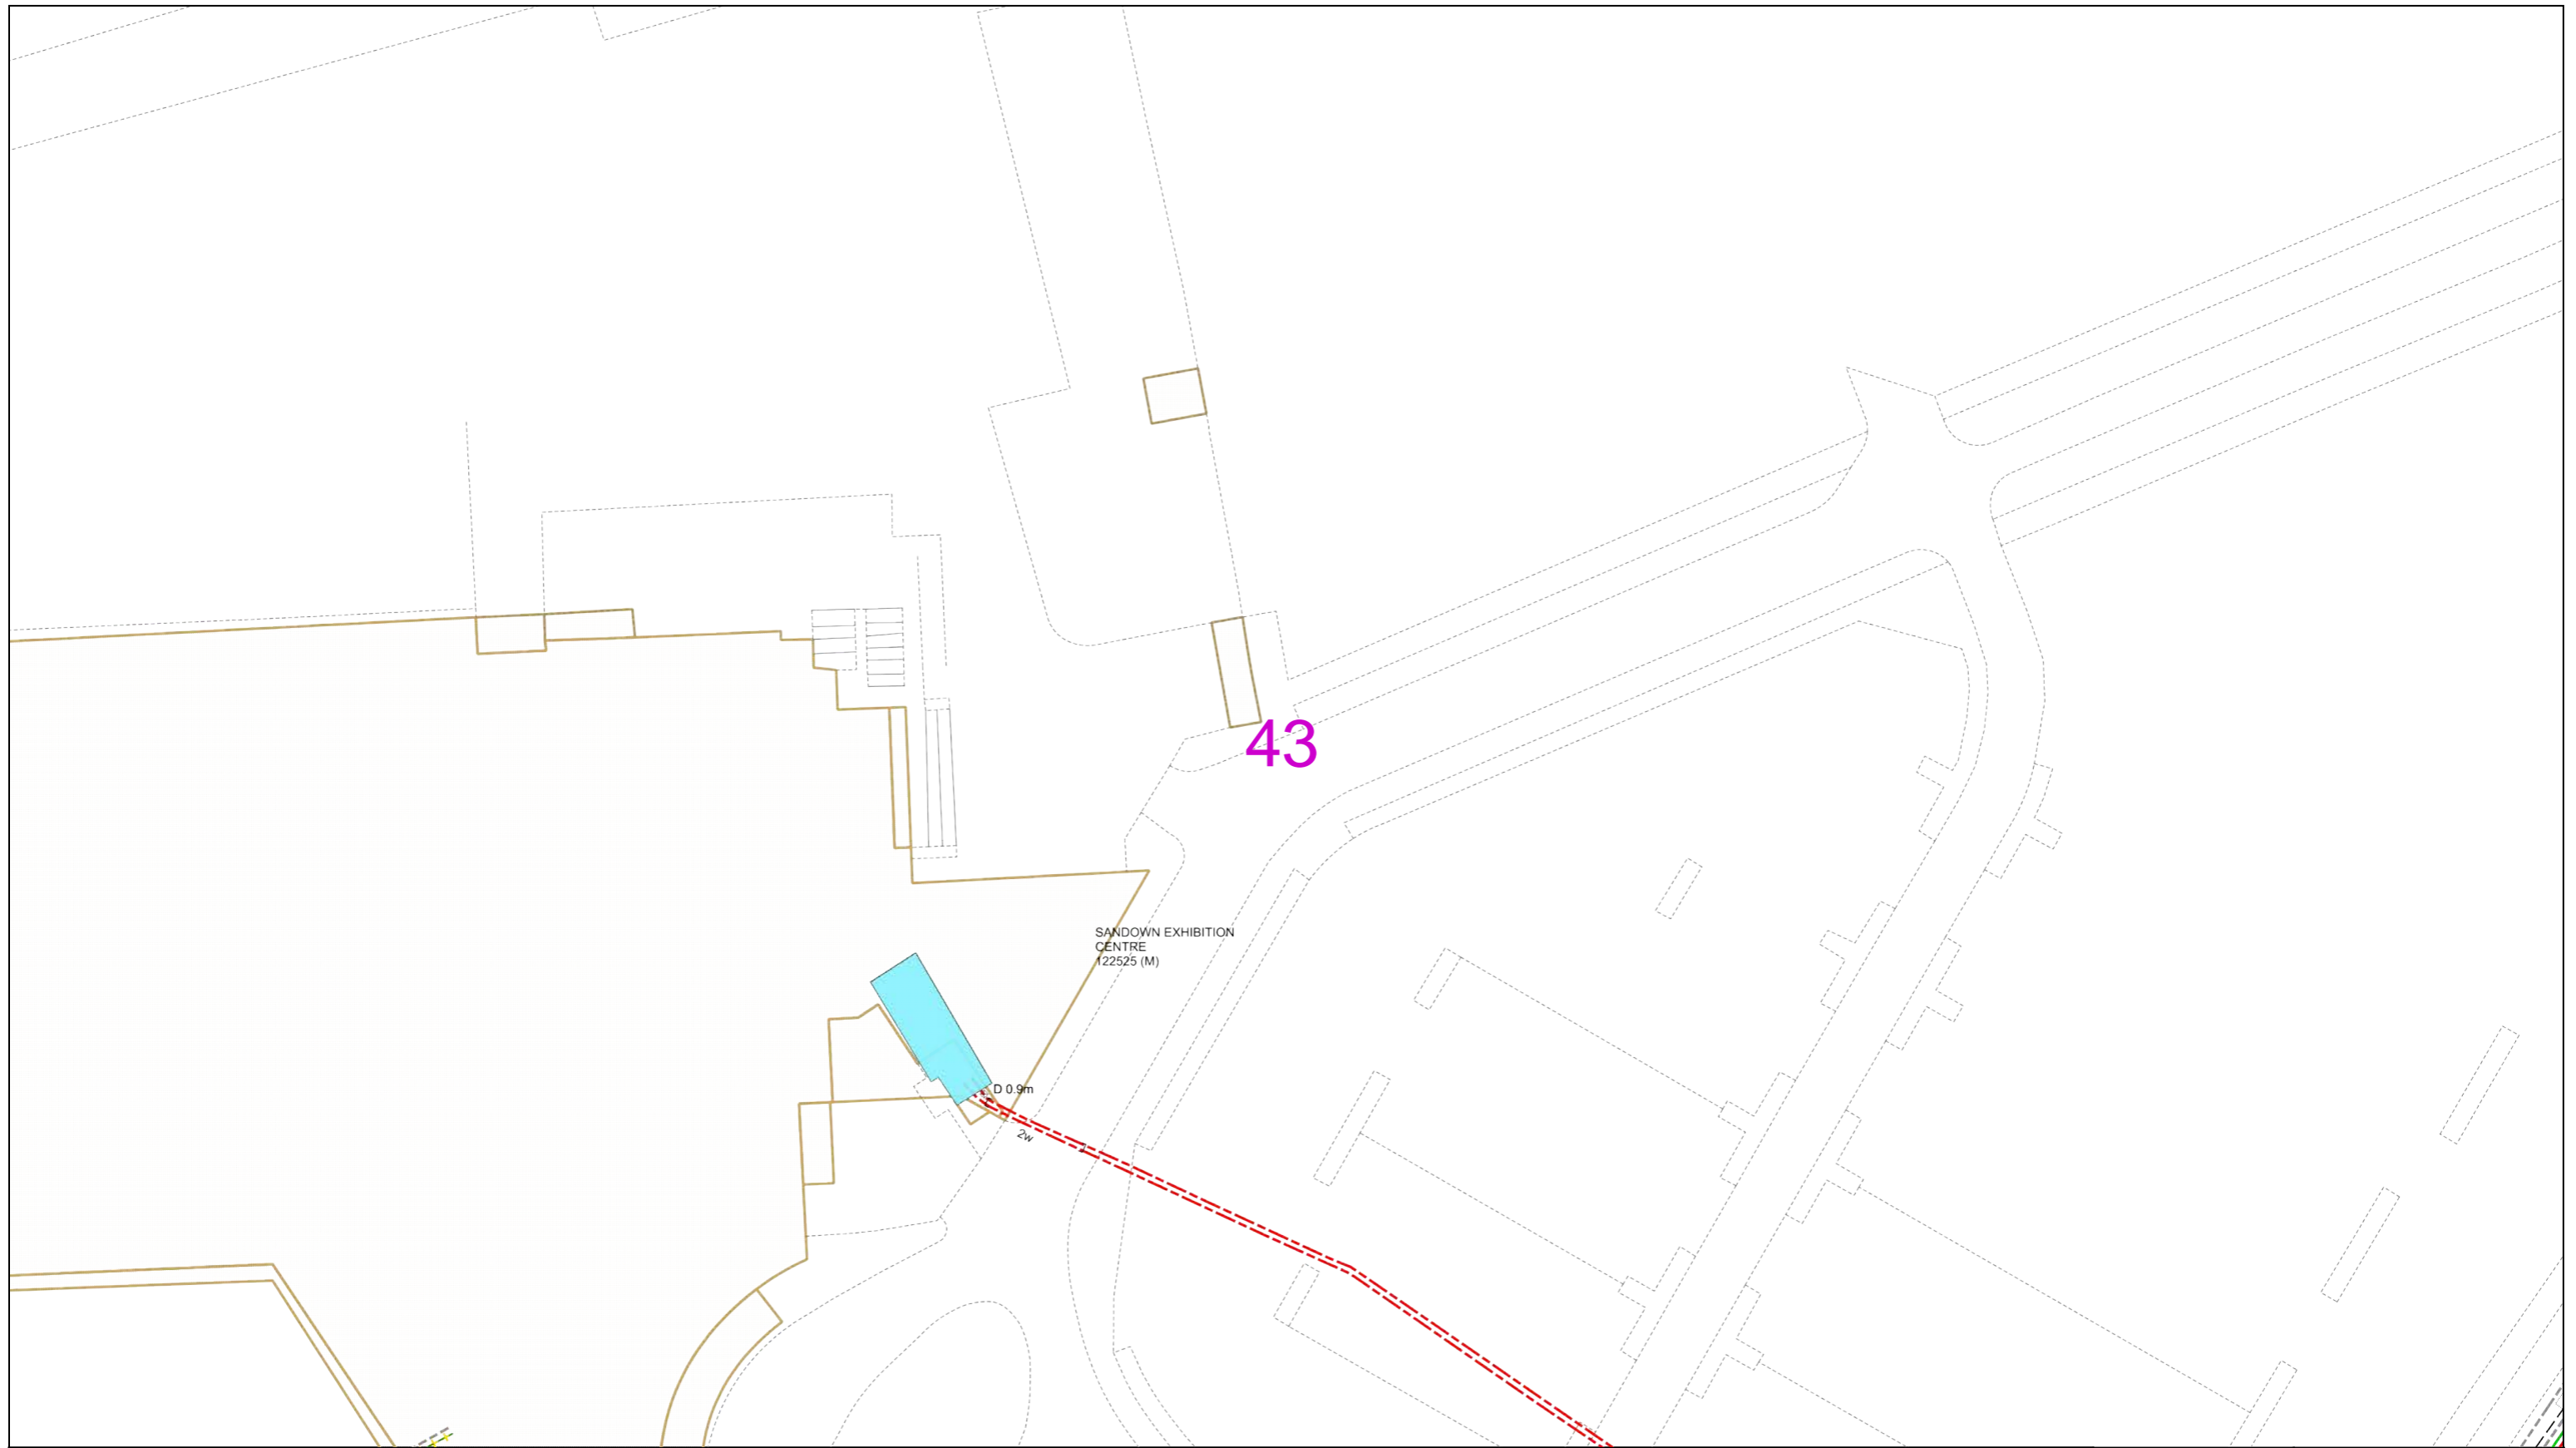 43
SANDOWN EXHIBITION
CENTRE
122525 (M)
D 0.9m
2w